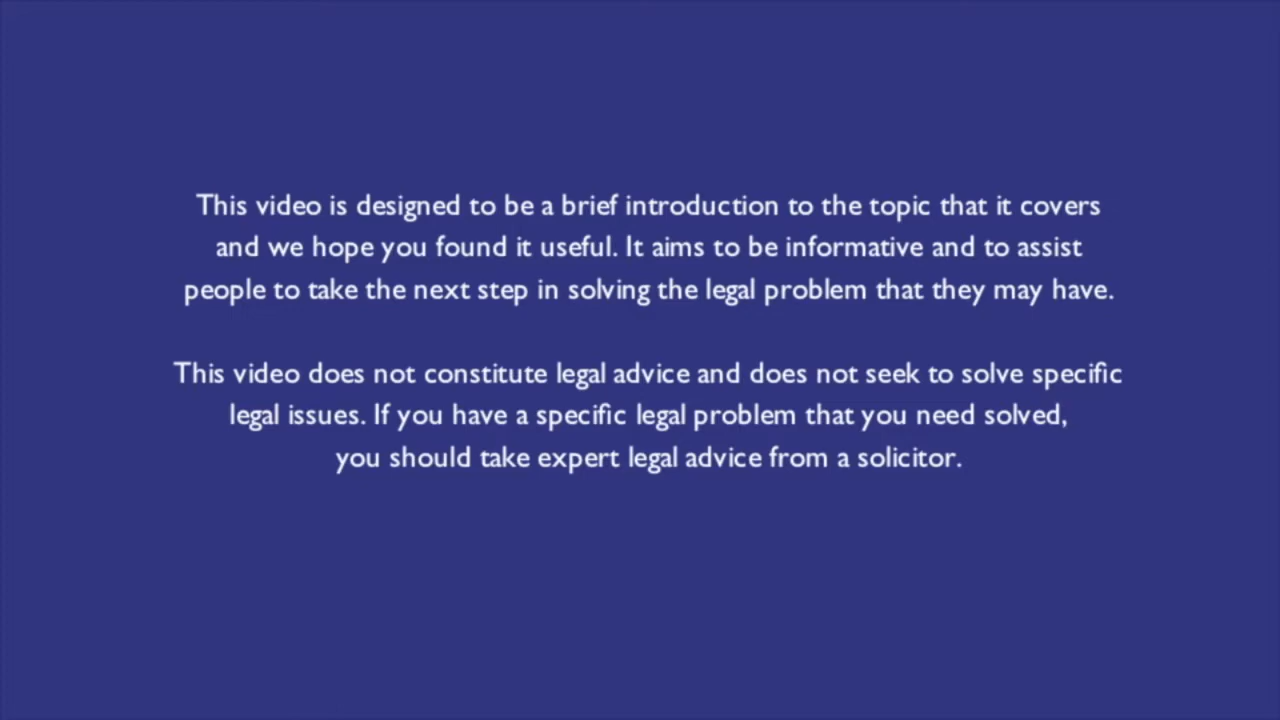 This video is designed to be a brief introduction to the topic that it covers
and we hope you found it useful. It aims to be informative and to assist
people to take the next step in solving the legal problem that they may have.
This video does not constitute legal advice and does not seek to solve specific
legal issues. If you have a specific legal problem that you need solved,
you should take expert legal advice from a solicitor.